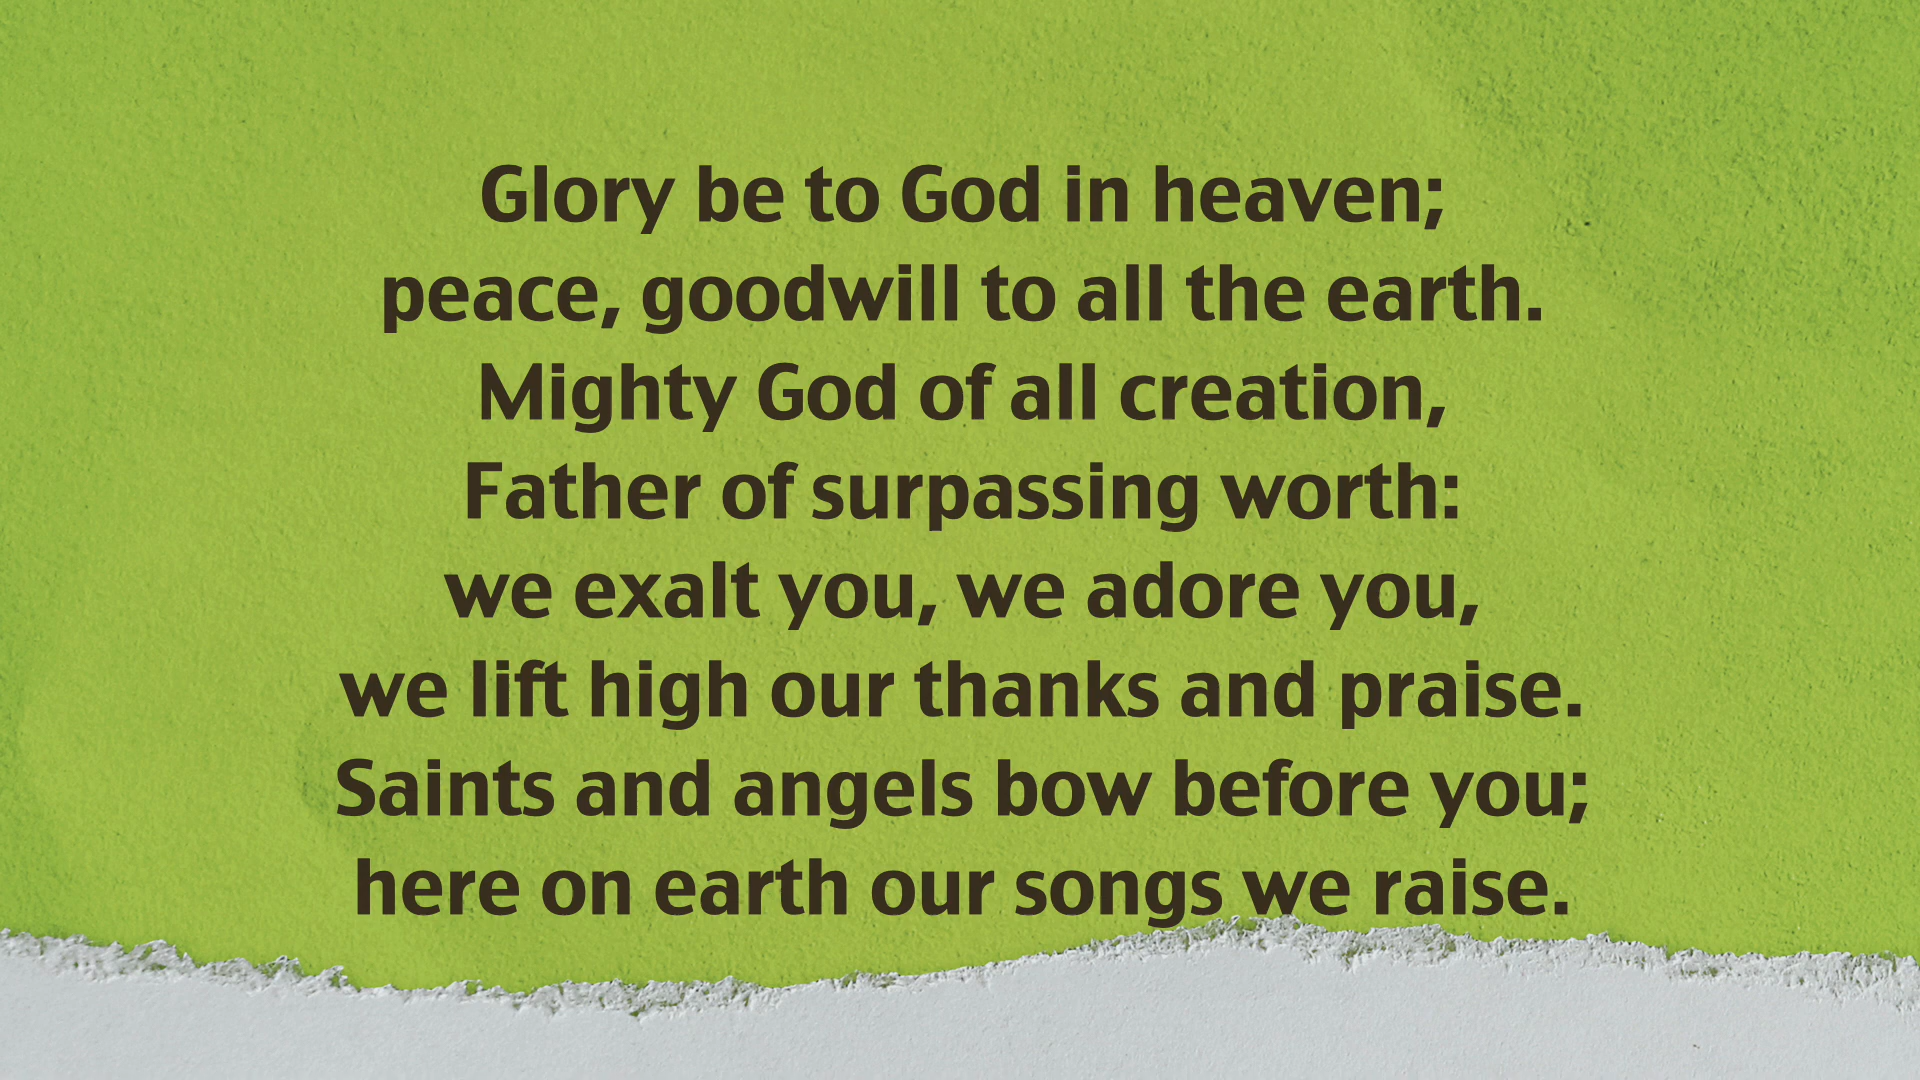 Glory be to God in heaven;
peace, goodwill to all the earth.
Mighty God of all creation,
Father of surpassing worth:
we exalt you, we adore you,
we lift high our thanks and praise.
Saints and angels bow before you;
here on earth our songs we raise.